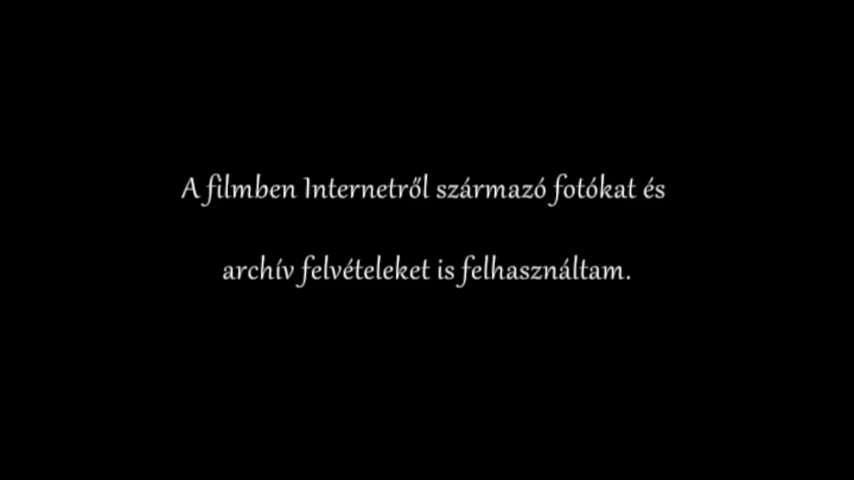 A filmben Internetről származó fotókat és
archív felvételeket is felhasználtam.